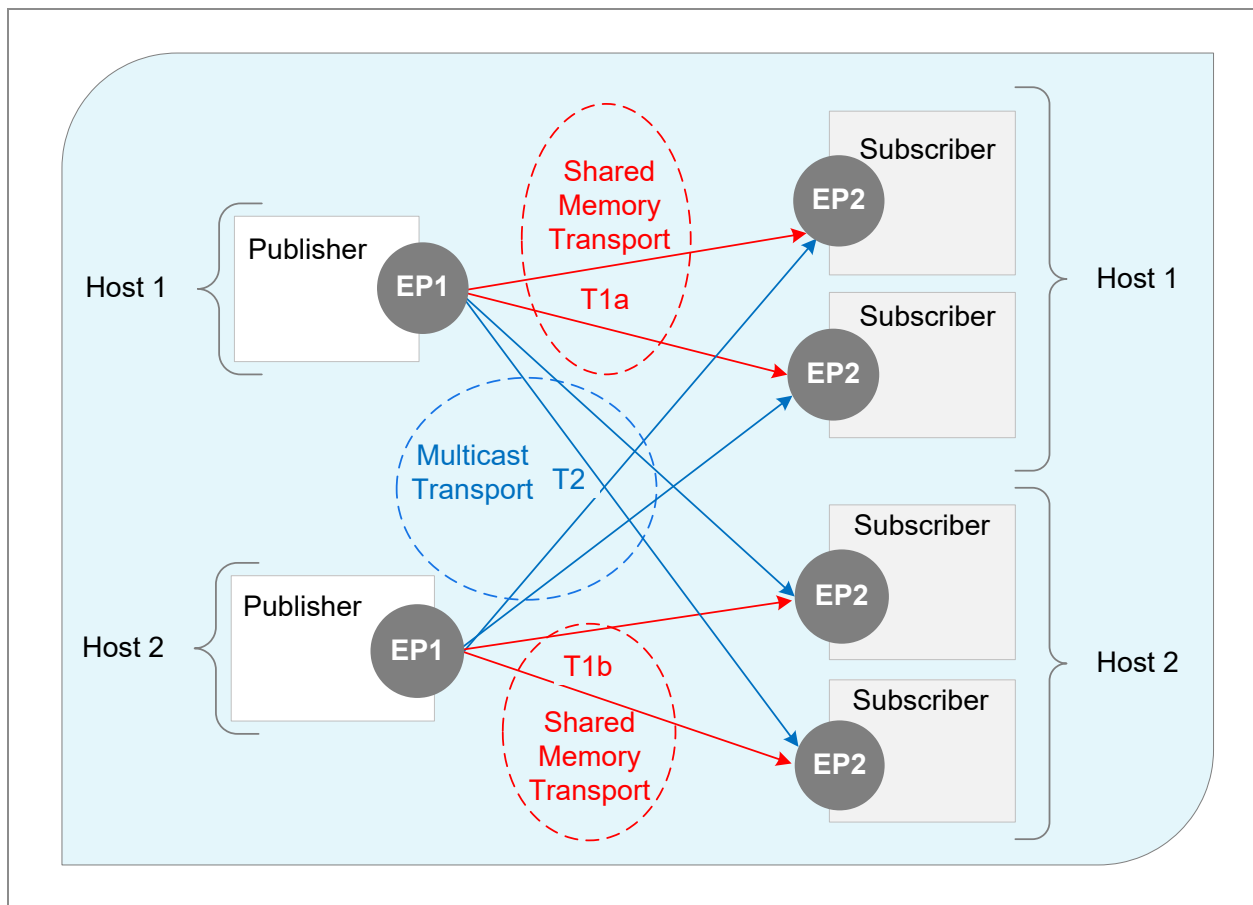 Subscriber
EP2
Shared
Memory
Transport
T1a
Host 1
Publisher
EP1
Host 1
Subscriber
EP2
Multicast
Transport
T2
Subscriber
EP2
Host 2
Publisher
EP1
Host 2
T1b
Shared
Memory
Transport
Subscriber
EP2